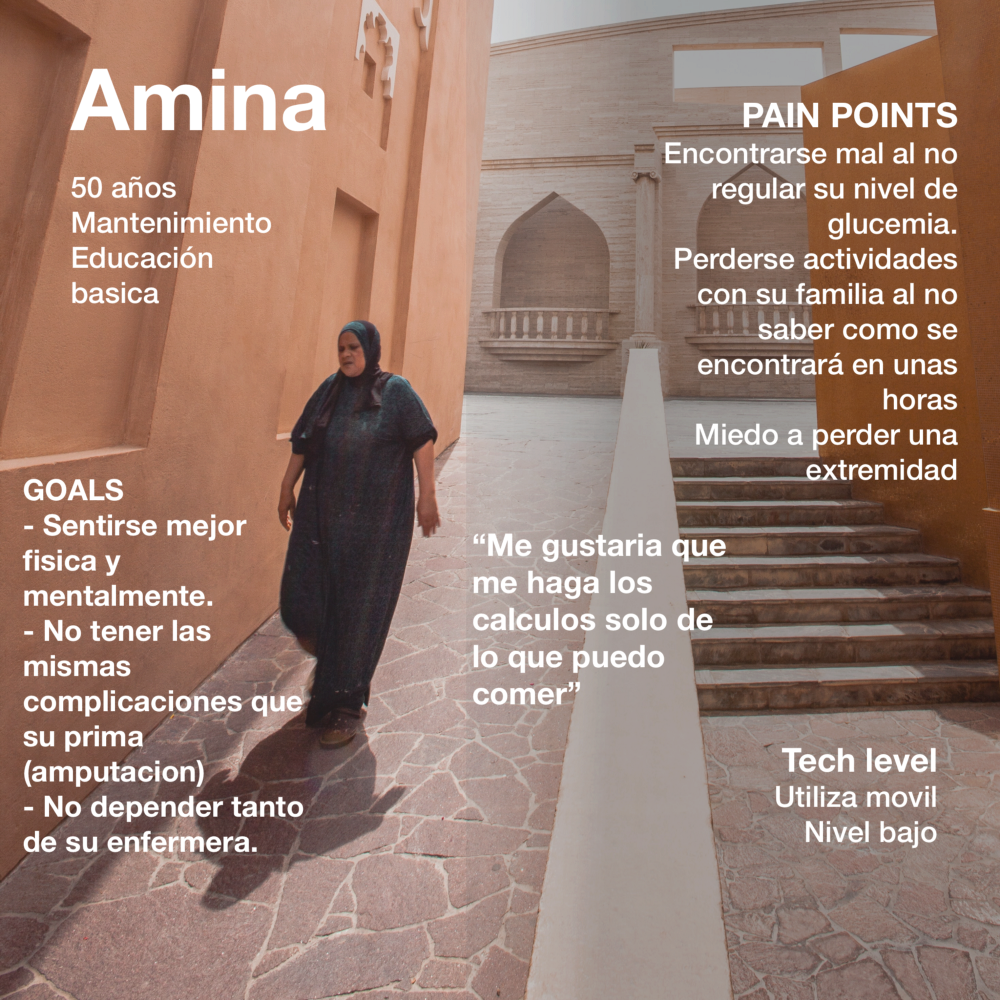 Amina
50 años
Mantenimiento
Educación
basica
PAIN POINTS
Encontrarse mal al no
regular su nivel de
glucemia.
Perderse actividades
con su familia al no
saber como se
encontrará en unas
horas
Miedo a perder una
extremidad
GOALS
- Sentirse mejor
fisica y
mentalmente.
- No tener las
mismas
complicaciones que
su prima
(amputacion)
- No depender tanto
de su enfermera.
“Me gustaria que
me haga los
calculos solo de
lo que puedo
comer”
Tech level
Utiliza movil
Nivel bajo